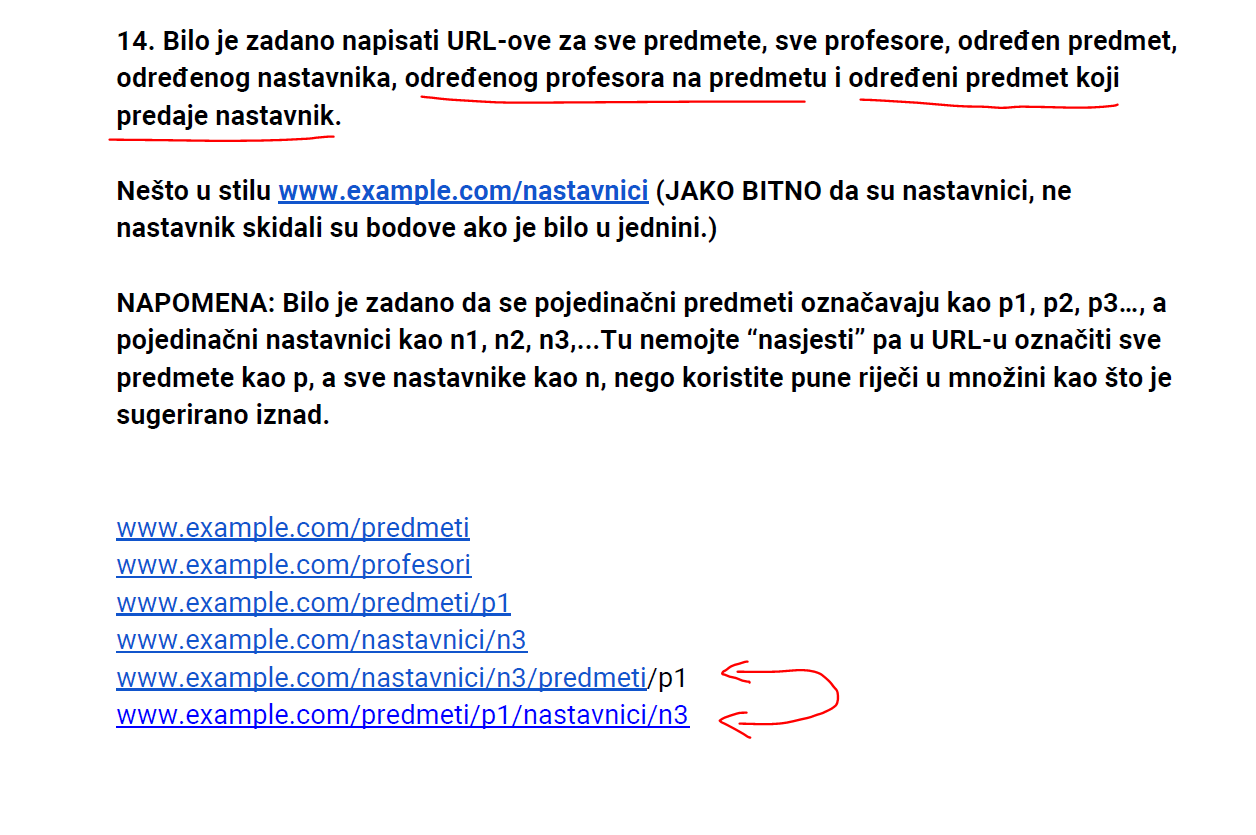 14. Bilo je zadano napisati URL-ove za sve predmete, sve profesore, određen predmet,
određenog nastavnika, određenog profesora na predmetu i određeni predmet koji
predaje nastavnik.
Nešto u stilu www.example.com/nastavnici (JAKO BITNO da su nastavnici, ne
nastavnik skidali su bodove ako je bilo u jednini.)
NAPOMENA: Bilo je zadano da se pojedinačni predmeti označavaju kao p1, p2, p3…, a
pojedinačni nastavnici kao n1, n2, n3,...Tu nemojte “nasjesti” pa u URL-u označiti sve
predmete kao p, a sve nastavnike kao n, nego koristite pune riječi u množini kao što je
sugerirano iznad.
www.example.com/predmeti
www.example.com/profesori
www.example.com/predmeti/p1
www.example.com/nastavnici/n3
www.example.com/nastavnici/n3/predmeti/p1
www.example.com/predmeti/p1/nastavnici/n3